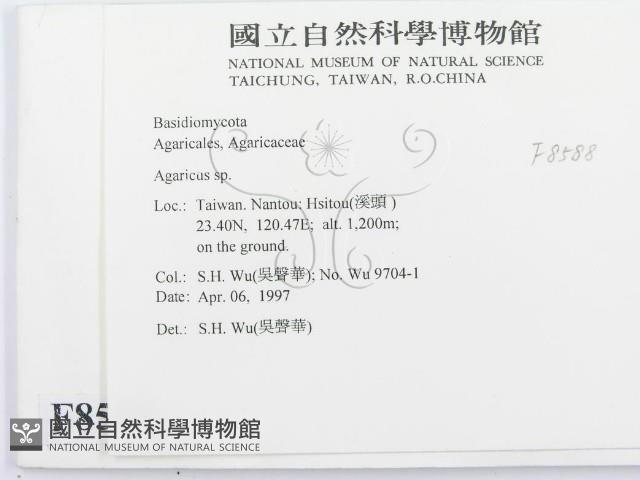 國立自然科學博物館
NATIONAL MUSEUM OF NATURAL SCIENCE
TAICHUNG, TAIWAN, R.O.CHINA
Basidiomycota
Agaricales, Agaricaceae
F8588
Agaricus sp.
Loc.: Taiwan. Nantou: Hsitou(溪頭 )
23.40N, 120.47E; alt. 1,200m;
on the ground.
Col.: S.H. Wu(吳聲華); No. Wu 9704-1
Date: Apr. 06, 1997
Det.: S.H. Wu(吳聲華)
F85
國立自然科學博物館
NATIONAL MUSEUM OF NATURAL SCIENCE